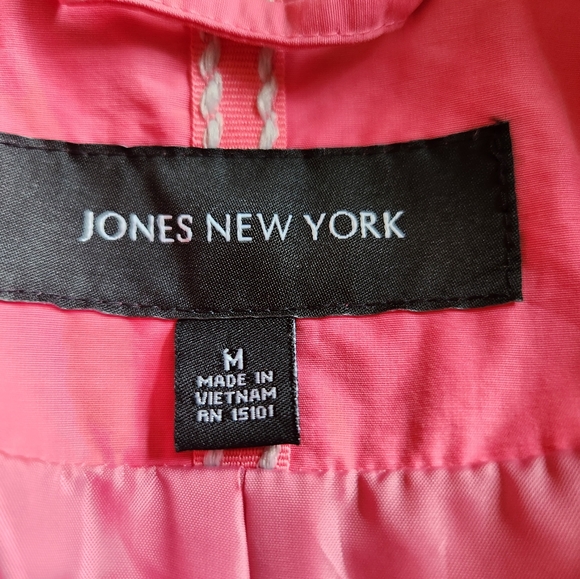 JONES NEW YORK
M
MADE IN
VIETNAM
RN 15101